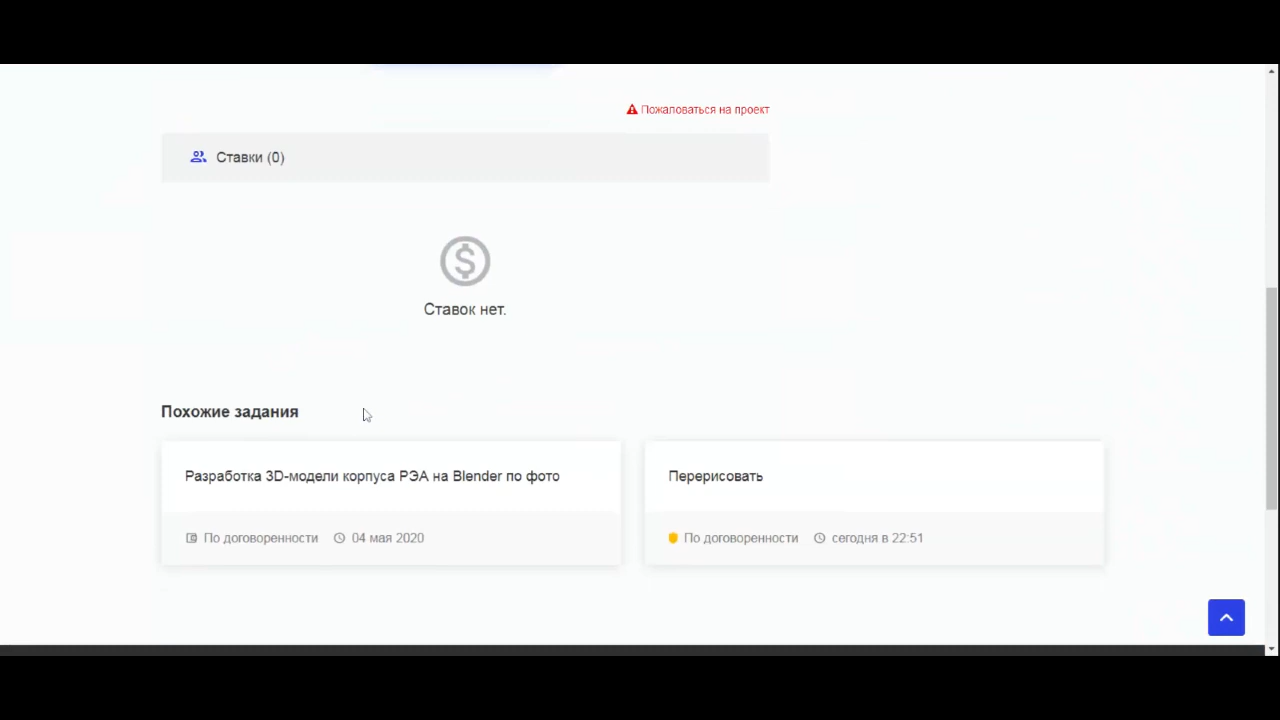 Пожаловаться на проект
Ставки (0)
Ставок нет.
Похожие задания
Разработка 3D-модели корпуса РЭА на Blender по фото
По договоренности 04 мая 2020
Перерисовать
По договоренности сегодня в 22:51